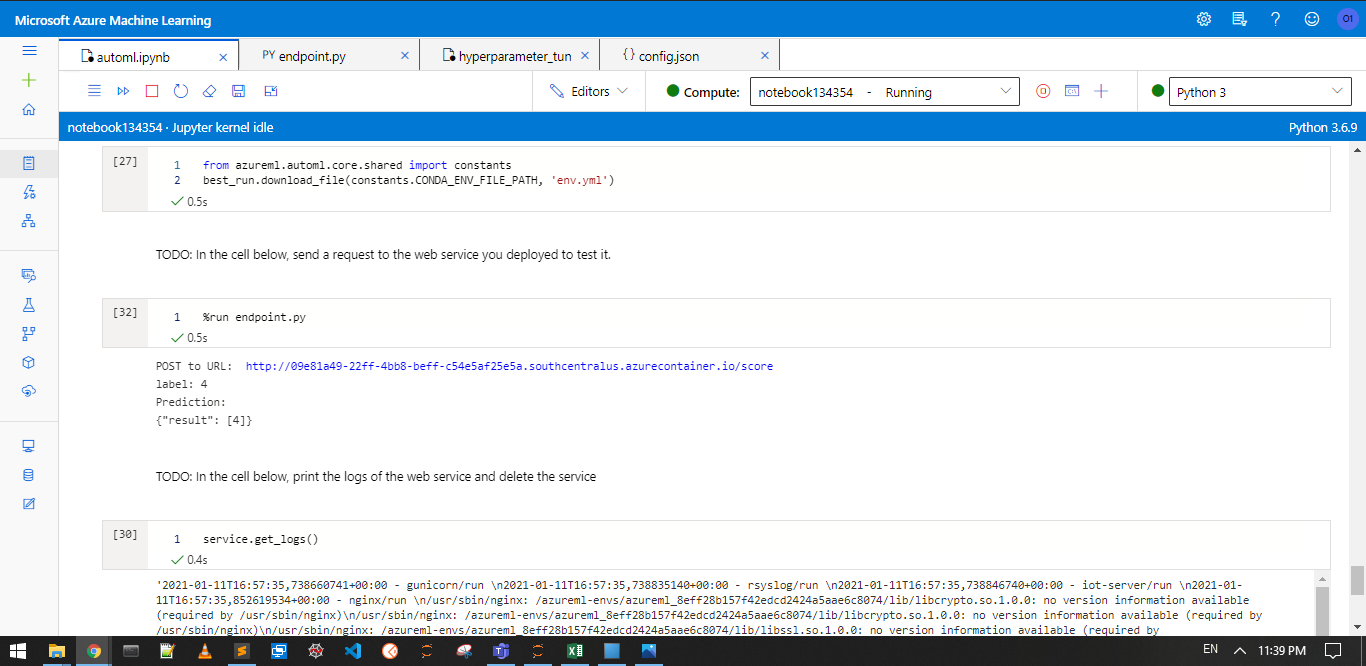 Microsoft Azure Machine Learning
O1
automl.ipynb
PY endpoint.py
hyperparameter_tun
{} config.json
Editors
Compute:
notebook134354 - Running
Python 3
notebook134354 · Jupyter kernel idle
Python 3.6.9
[27]
1 from azureml.automl.core.shared import constants
2 best_run.download_file(constants.CONDA_ENV_FILE_PATH, 'env.yml')
0.5s
TODO: In the cell below, send a request to the web service you deployed to test it.
[32]
1 %run endpoint.py
0.5s
POST to URL: http://09e81a49-22ff-4bb8-beff-c54e5af25e5a.southcentralus.azurecontainer.io/score
label: 4
Prediction:
{"result": [4]}
TODO: In the cell below, print the logs of the web service and delete the service
[30]
1 service.get_logs()
0.4s
'2021-01-11T16:57:35,738660741+00:00 - gunicorn/run \n2021-01-11T16:57:35,738835140+00:00 - rsyslog/run \n2021-01-11T16:57:35,738846740+00:00 - iot-server/run \n2021-01-
11T16:57:35,852619534+00:00 - nginx/run \n/usr/sbin/nginx: /azureml-envs/azureml_8eff28b157f42edcd2424a5aae6c8074/lib/libcrypto.so.1.0.0: no version information available
(required by /usr/sbin/nginx)\n/usr/sbin/nginx: /azureml-envs/azureml_8eff28b157f42edcd2424a5aae6c8074/lib/libcrypto.so.1.0.0: no version information available (required by
/usr/sbin/nginx)\n/usr/sbin/nginx: /azureml-envs/azureml_8eff28b157f42edcd2424a5aae6c8074/lib/libssl.so.1.0.0: no version information available (required by
EN
11:39 PM